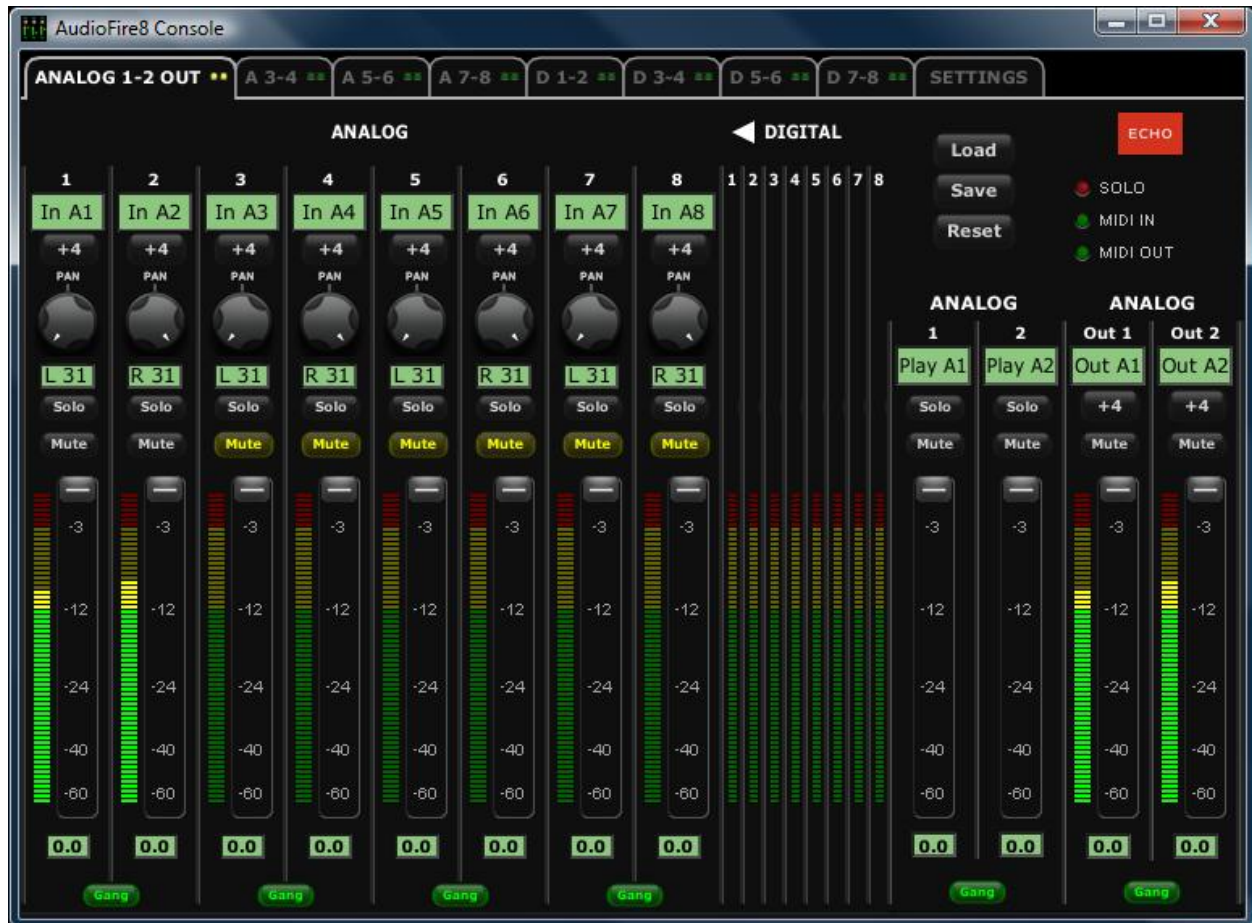 AudioFire8 Console
ANALOG 1-2 OUT A 3-4 A 5-6 A 7-8 D 1-2 D 3-4 D 5-6 D 7-8 SETTINGS
ANALOG DIGITAL
Load
ECHO
1 2 3 4 5 6 7 8 1 2 3 4 5 6 7 8
Save
SOLO
In A1 In A2 In A3 In A4 In A5 In A6 In A7 In A8
Reset
MIDI IN
+4 +4 +4 +4 +4 +4 +4 +4
MIDI OUT
PAN PAN PAN PAN PAN PAN PAN PAN
ANALOG ANALOG
1 2 Out 1 Out 2
Play A1 Play A2 Out A1 Out A2
L 31 R 31 L 31 R 31 L 31 R 31 L 31 R 31
Solo Solo Solo Solo Solo Solo Solo Solo Solo Solo +4 +4
Mute Mute Mute Mute Mute Mute Mute Mute Mute Mute Mute Mute
-3 -3 -3 -3 -3 -3 -3 -3 -3 -3 -3 -3
-12 -12 -12 -12 -12 -12 -12 -12 -12 -12 -12 -12
-24 -24 -24 -24 -24 -24 -24 -24 -24 -24 -24 -24
-40 -40 -40 -40 -40 -40 -40 -40 -40 -40 -40 -40
-60 -60 -60 -60 -60 -60 -60 -60 -60 -60 -60 -60
0.0 0.0 0.0 0.0 0.0 0.0 0.0 0.0 0.0 0.0 0.0 0.0
Gang Gang Gang Gang Gang Gang